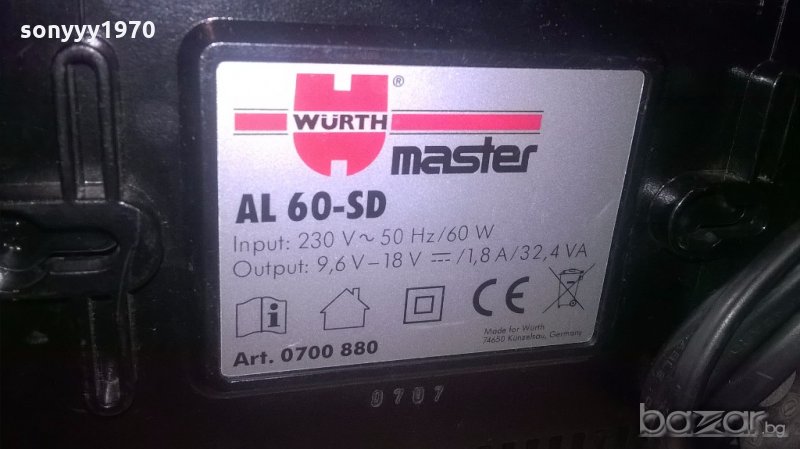 sonyyy1970
WÜRTH
®
master
AL 60-SD
Input: 230 V ~ 50 Hz/60 W
Output: 9,6 V – 18 V ⎓ /1,8 A/32,4 VA
i
CE
Made for Würth
74650 Künzelsau, Germany
Art. 0700 880
0707
bazar.bg